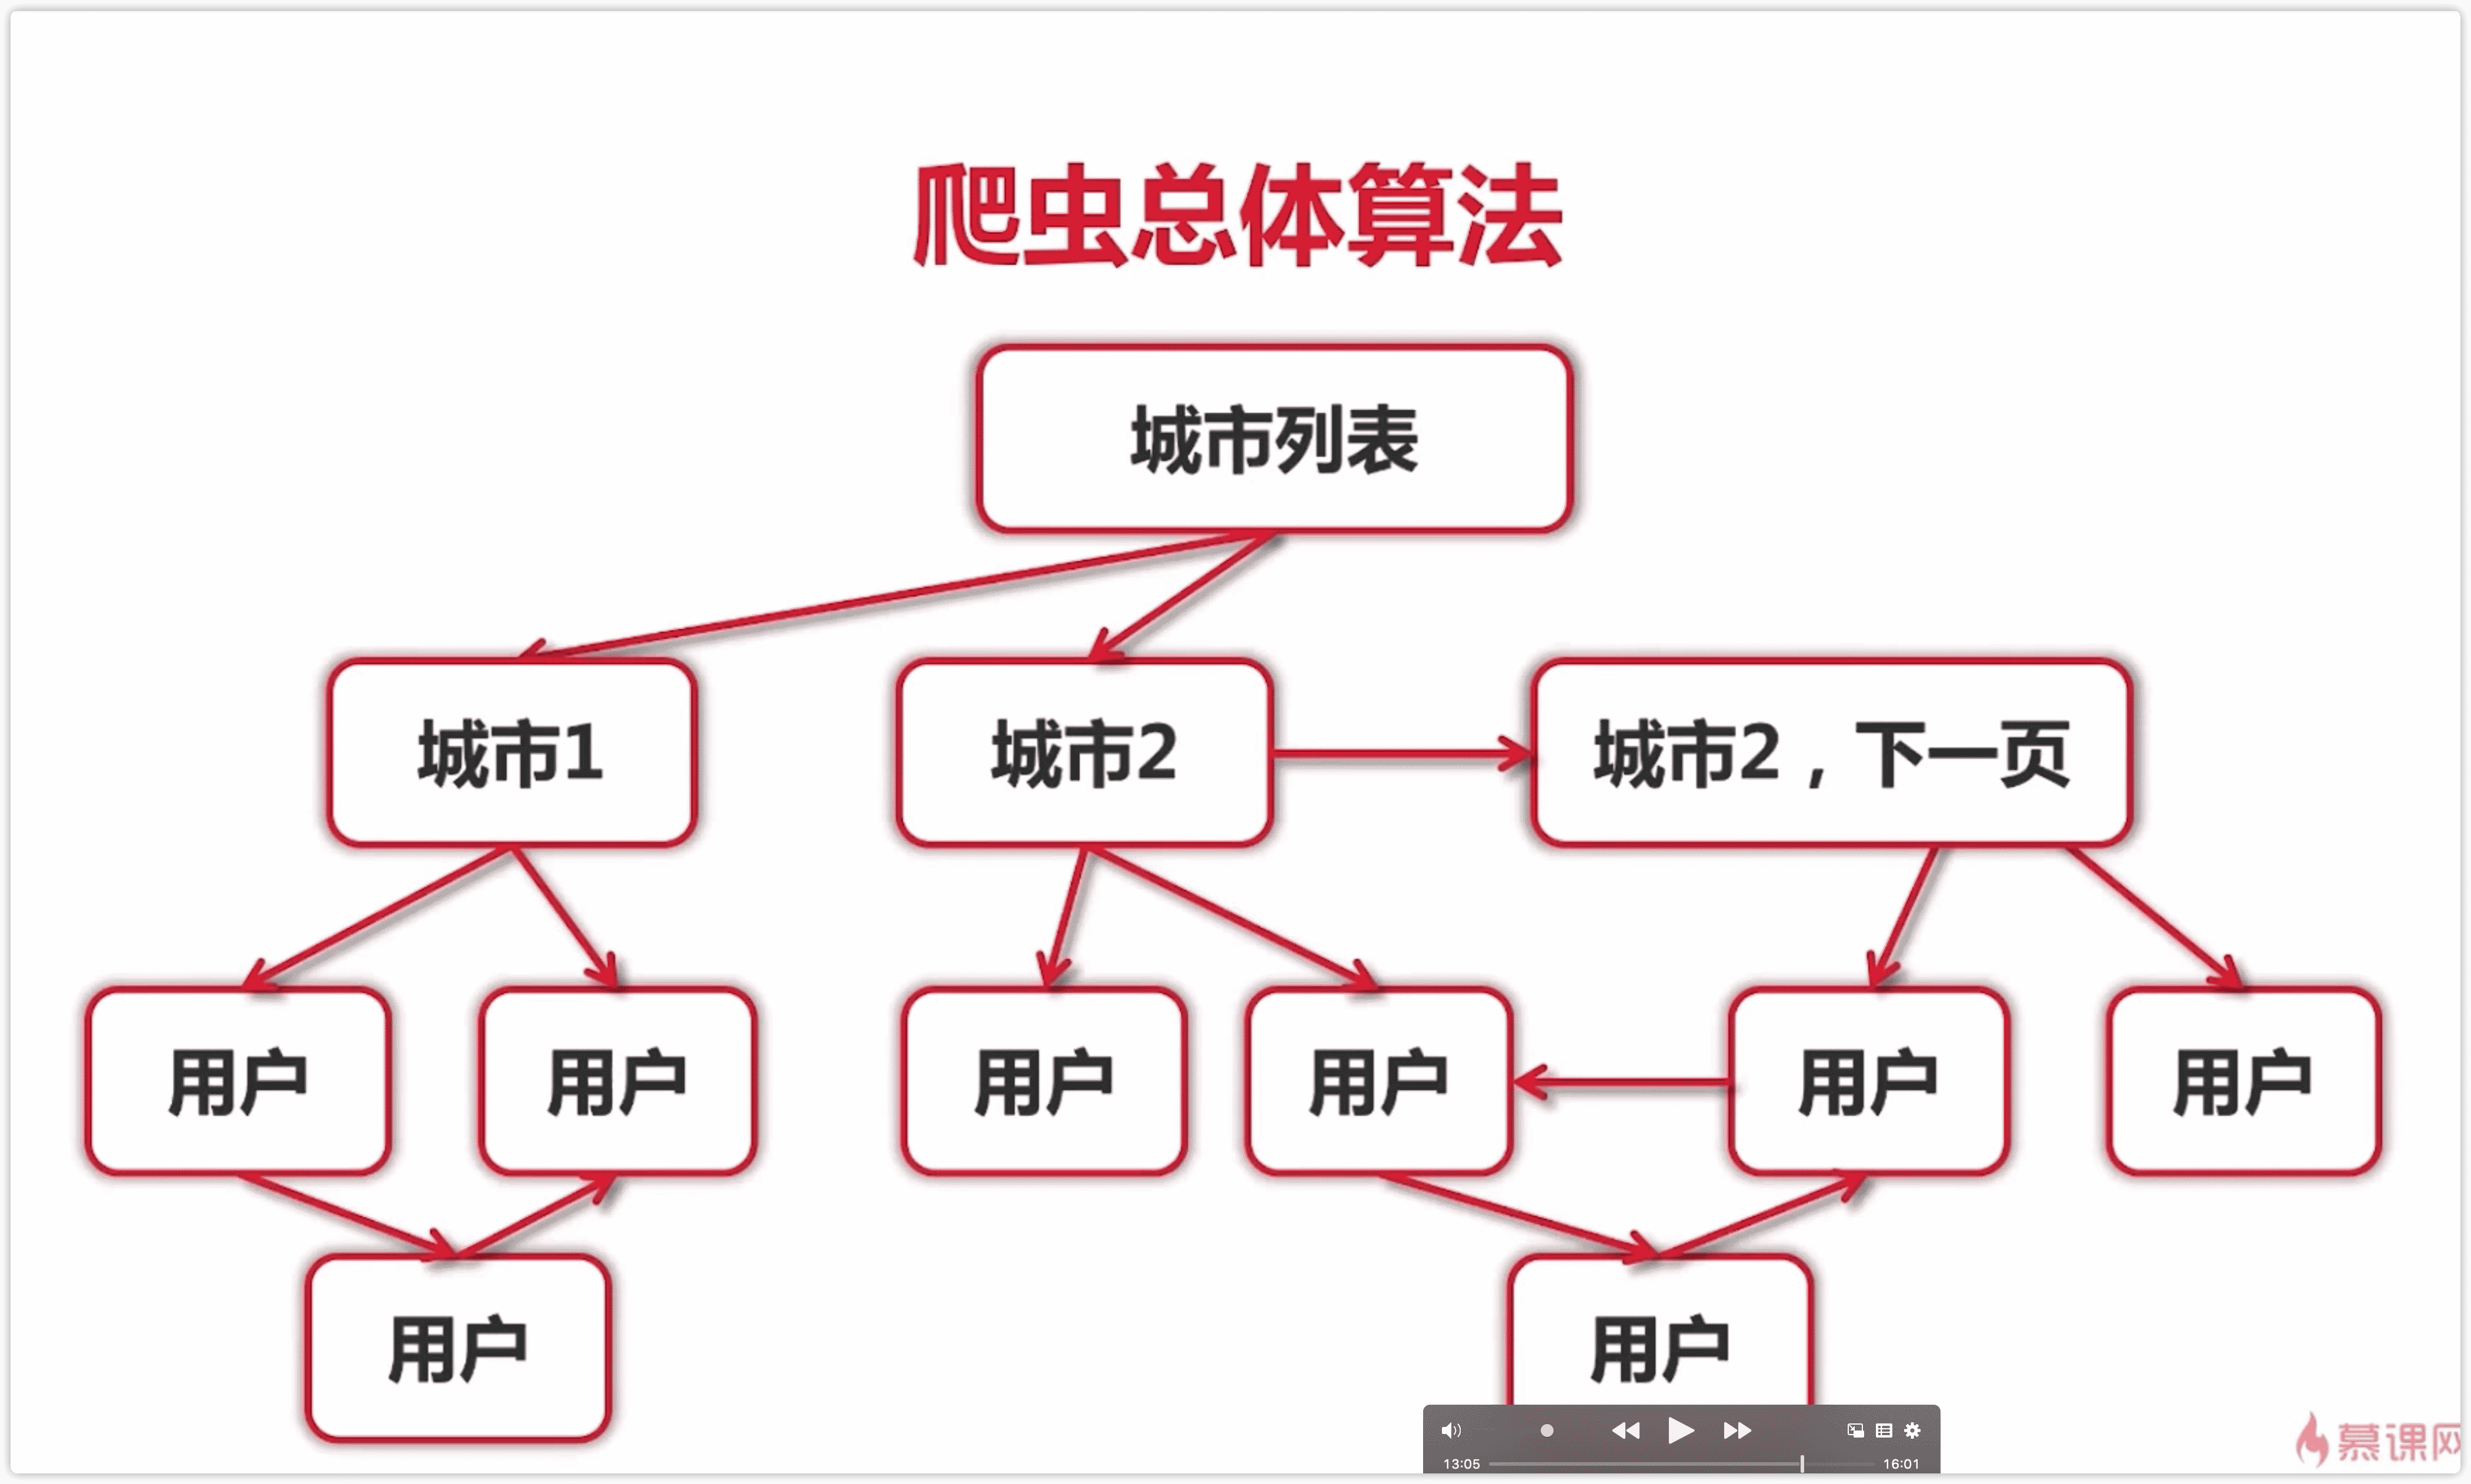 爬虫总体算法
城市列表
城市1
城市2
城市2，下一页
用户
用户
用户
用户
用户
用户
用户
用户
13:05
16:01
慕课网